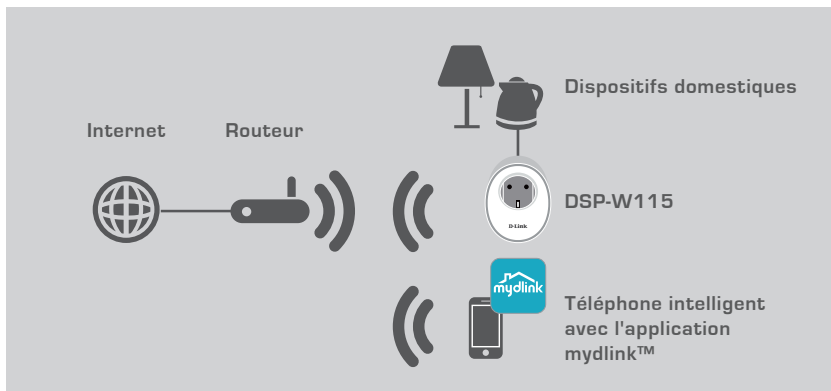 Dispositifs domestiques
Internet
Routeur
DSP-W115
D-Link
mydlink
Téléphone intelligent
avec l'application
mydlink™